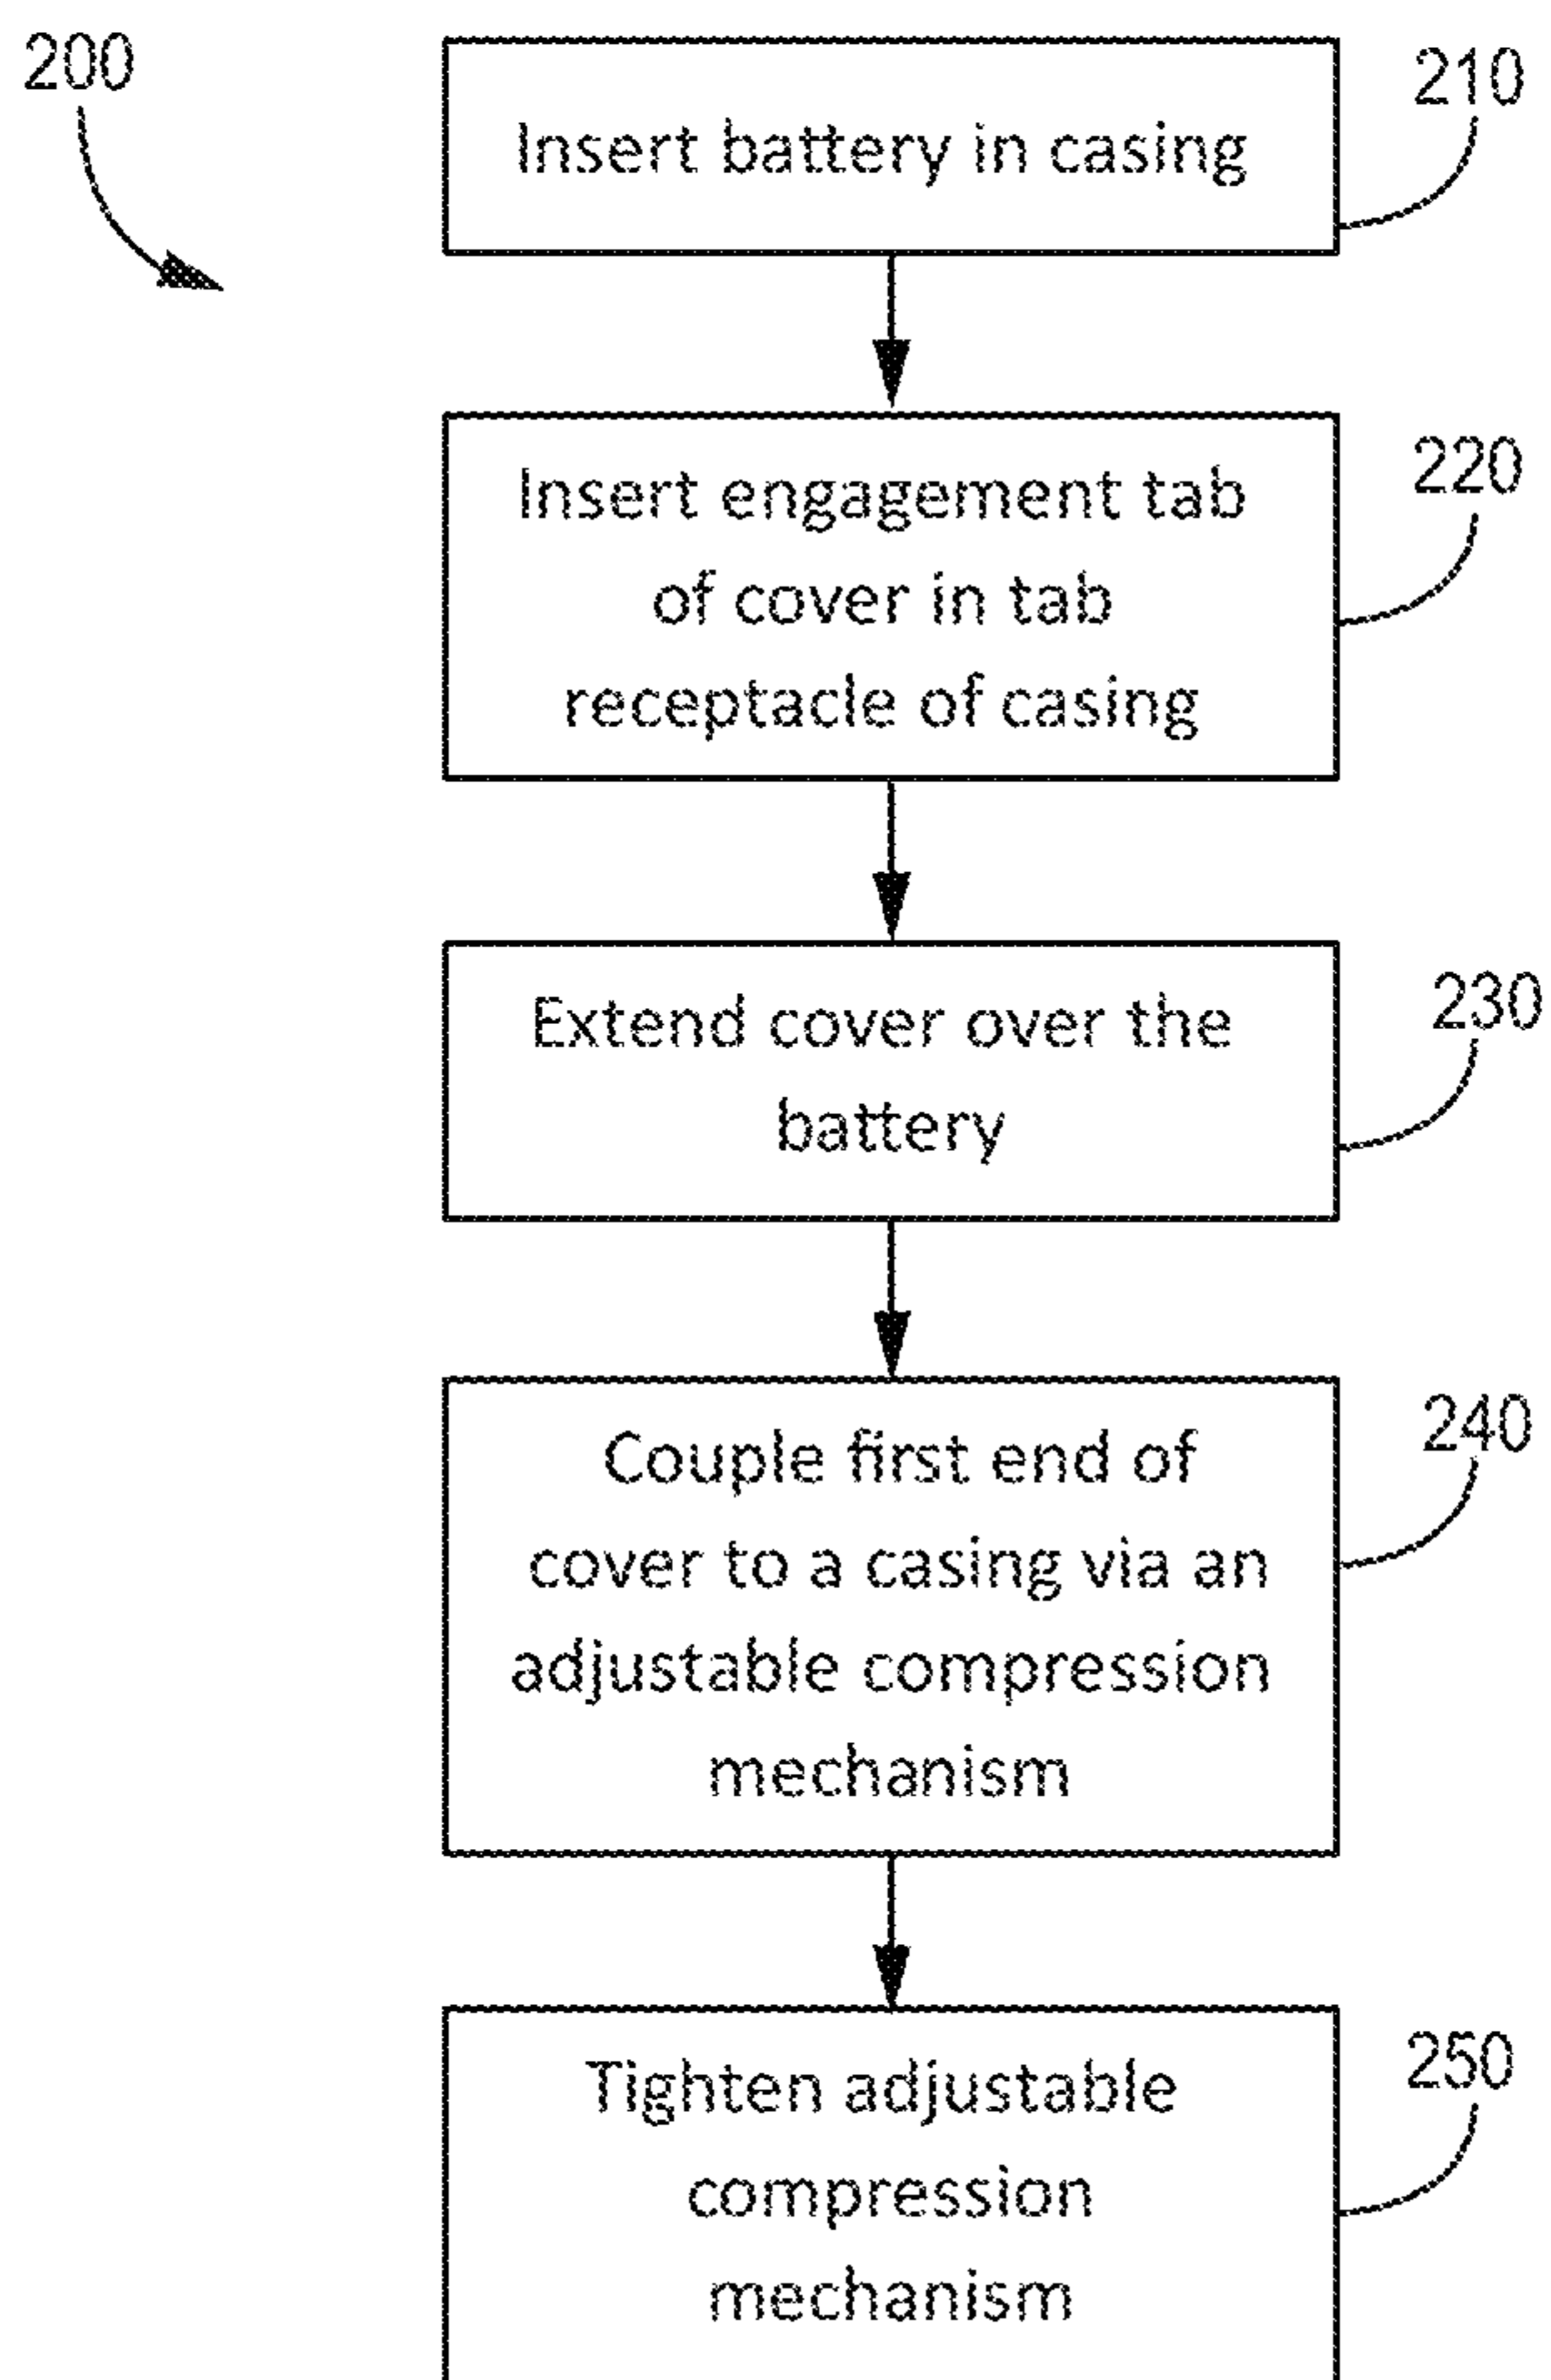 200
210
Insert battery in casing
220
Insert engagement tab
of cover in tab
receptacle of casing
230
Extend cover over the
battery
240
Couple first end of
cover to a casing via an
adjustable compression
mechanism
250
Tighten adjustable
compression
mechanism